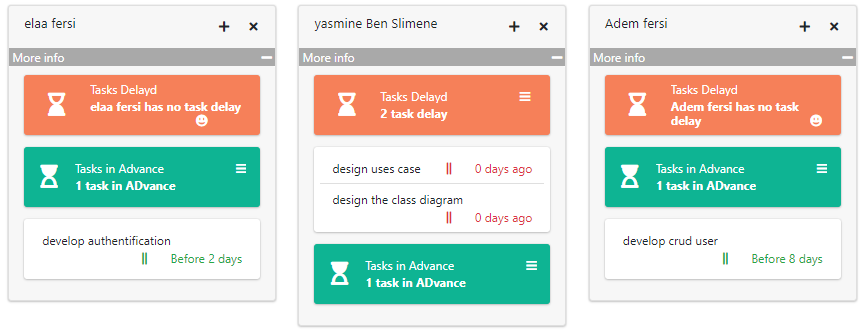 elaa fersi
More info
Tasks Delayd
elaa fersi has no task delay
Tasks in Advance
1 task in ADvance
develop authentification
Before 2 days
yasmine Ben Slimene
More info
Tasks Delayd
2 task delay
design uses case 0 days ago
design the class diagram
0 days ago
Tasks in Advance
1 task in ADvance
Adem fersi
More info
Tasks Delayd
Adem fersi has no task
delay
Tasks in Advance
1 task in ADvance
develop crud user
Before 8 days